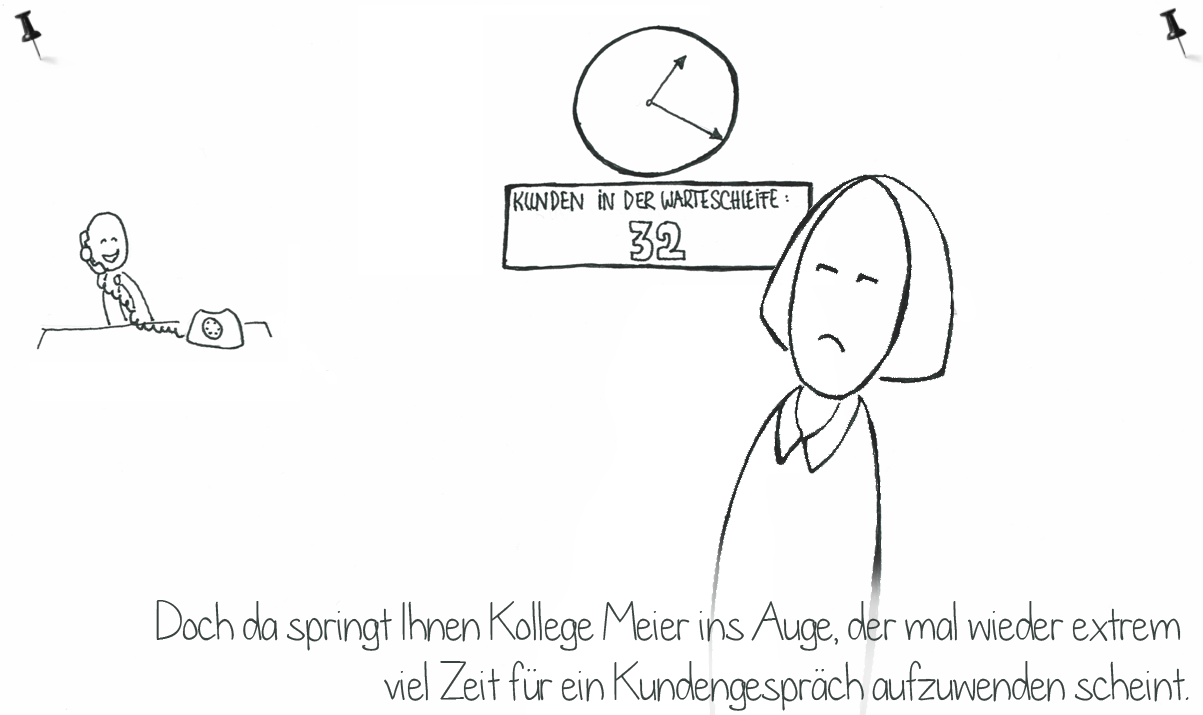 KUNDEN IN DER WARTESCHLEIFE:
32
Doch da springt Ihnen Kollege Meier ins Auge, der mal wieder extrem
viel Zeit für ein Kundengespräch aufzuwenden scheint.